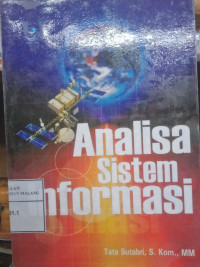 Analisa
Sistem
Informasi
Tata Sutabri, S. Kom., MM